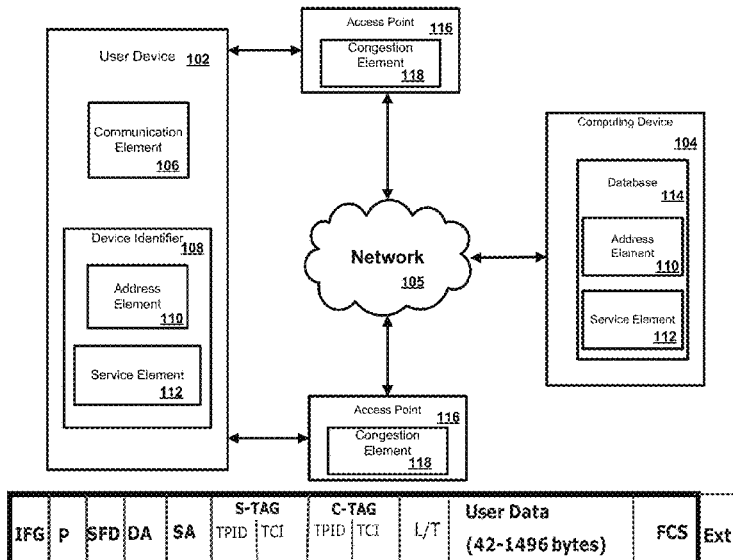 User Device 102
Communication
Element
106
Device Identifier
108
Address
Element
110
Service Element
112
Access Point
116
Congestion
Element
118
Network
105
Access Point
116
Congestion
Element
118
Computing Device
104
Database
114
Address
Element
110
Service Element
112
S-TAG C-TAG
IFG P SFD DA SA TPID TCI TPID TCI L/T User Data
(42-1496 bytes) FCS Ext